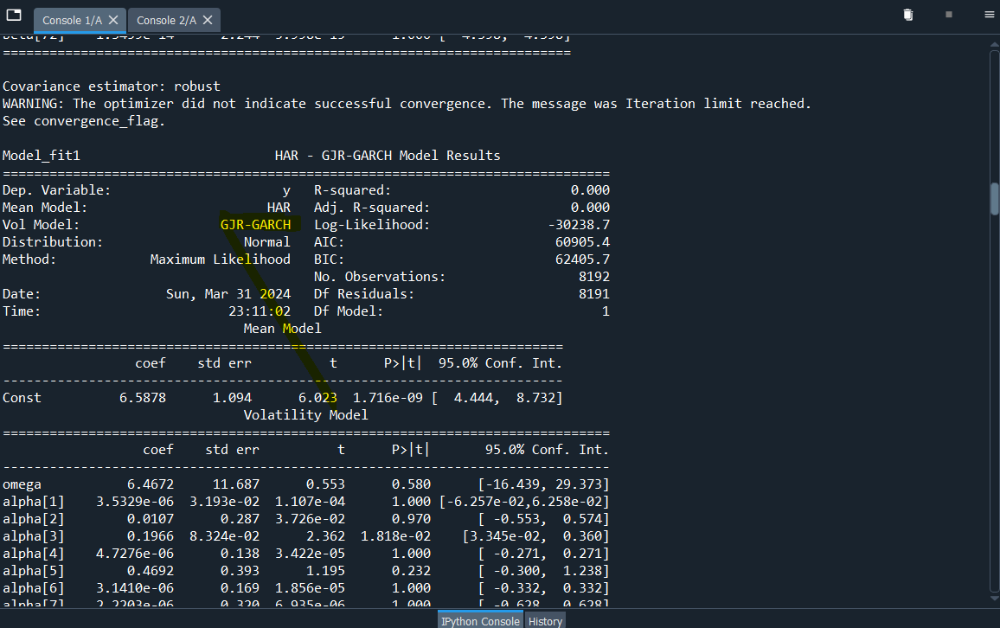 Console 1/A Console 2/A
===========================================================================
Covariance estimator: robust
WARNING: The optimizer did not indicate successful convergence. The message was Iteration limit reached.
See convergence_flag.
Model_fit1 HAR - GJR-GARCH Model Results
==============================================================================
Dep. Variable: y R-squared: 0.000
Mean Model: HAR Adj. R-squared: 0.000
Vol Model: GJR-GARCH Log-Likelihood: -30238.7
Distribution: Normal AIC: 60905.4
Method: Maximum Likelihood BIC: 62405.7
No. Observations: 8192
Date: Sun, Mar 31 2024 Df Residuals: 8191
Time: 23:11:02 Df Model: 1
Mean Model
========================================================================
coef std err t P>|t| 95.0% Conf. Int.
------------------------------------------------------------------------
Const 6.5878 1.094 6.023 1.716e-09 [ 4.444, 8.732]
Volatility Model
==============================================================================
coef std err t P>|t| 95.0% Conf. Int.
------------------------------------------------------------------------------
omega 6.4672 11.687 0.553 0.580 [-16.439, 29.373]
alpha[1] 3.5329e-06 3.193e-02 1.107e-04 1.000 [-6.257e-02,6.258e-02]
alpha[2] 0.0107 0.287 3.726e-02 0.970 [ -0.553, 0.574]
alpha[3] 0.1966 8.324e-02 2.362 1.818e-02 [3.345e-02, 0.360]
alpha[4] 4.7276e-06 0.138 3.422e-05 1.000 [ -0.271, 0.271]
alpha[5] 0.4692 0.393 1.195 0.232 [ -0.300, 1.238]
alpha[6] 3.1410e-06 0.169 1.856e-05 1.000 [ -0.332, 0.332]
alpha[7] 2.2203e-06 0.320 6.935e-06 1.000 [ -0.628, 0.628]
IPython Console History